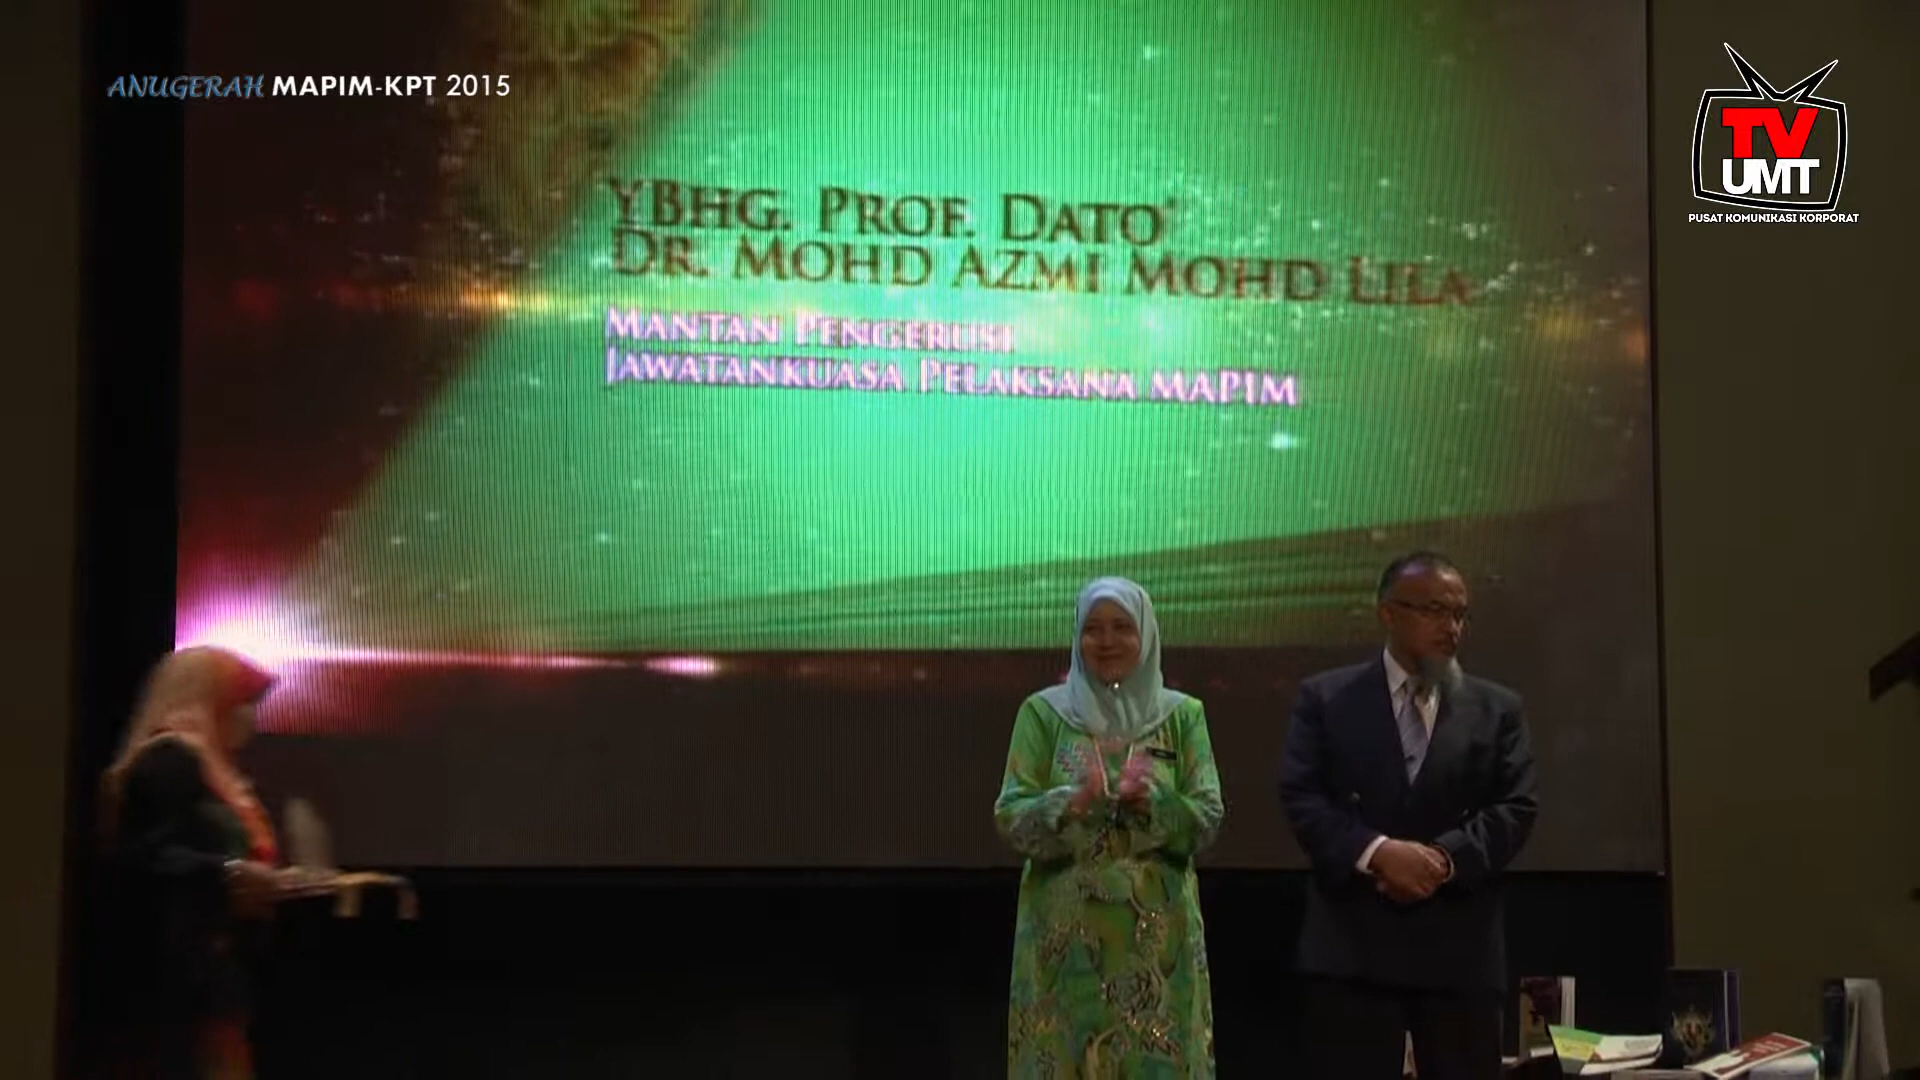 ANUGERAH MAPIM-KPT 2015
TV
UMT
PUSAT KOMUNIKASI KORPORAT
YBHG. PROF. DATO'
DR. MOHD AZMI MOHD LILA
MANTAN PENGERUSI
JAWATANKUASA PELAKSANA MAPIM